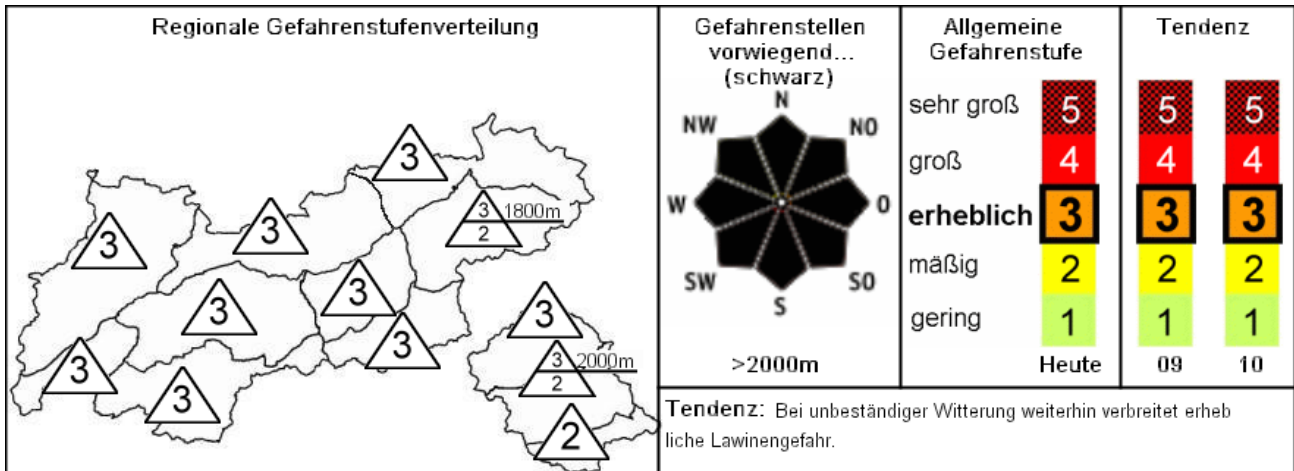 Regionale Gefahrenstufenverteilung
3
3
1800m
2
3
3
3
3
3
3
2000m
2
3
3
3
3
2
Gefahrenstellen
vorwiegend...
(schwarz)
N
NW
NO
W
O
SW
SO
S
>2000m
Allgemeine
Gefahrenstufe
sehr groß 5
groß 4
erheblich 3
mäßig 2
gering 1
Heute
Tendenz
5 5
4 4
3 3
2 2
1 1
09 10
Tendenz: Bei unbeständiger Witterung weiterhin verbreitet erheb
liche Lawinengefahr.